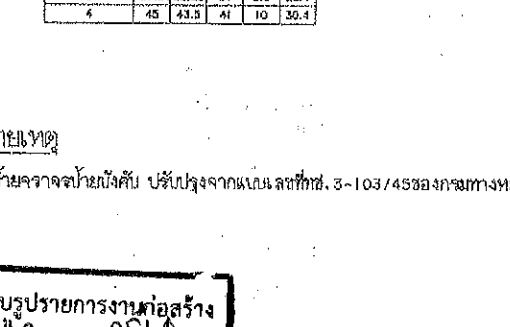 4 45 43.5 41 10 30.4
ายเหตุ
ป้ายจราจรป้ายบังคับ ปรับปรุงจากแบบเลขที่ทช.3-103/45ของกรมทางห
บรูปรายการงานก่อสร้าง